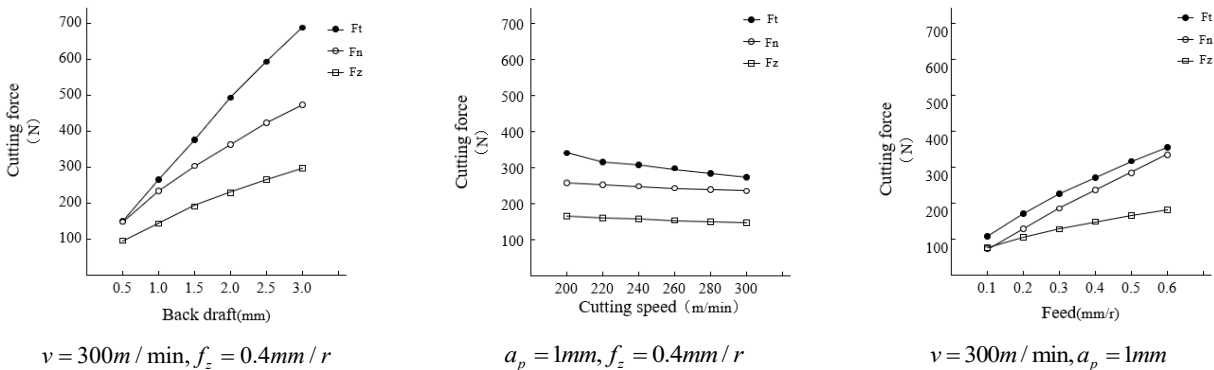 700
600
500
400
300
200
100
Cutting force
（N）
Ft
Fn
Fz
0.5 1.0 1.5 2.0 2.5 3.0
Back draft(mm)
v = 300m / min, f_z = 0.4mm / r
700
600
500
400
300
200
100
Cutting force
（N）
Ft
Fn
Fz
200 220 240 260 280 300
Cutting speed（m/min）
a_p = 1mm, f_z = 0.4mm / r
700
600
500
400
300
300
200
100
Cutting force
（N）
Ft
Fn
Fz
0.1 0.2 0.3 0.4 0.5 0.6
Feed(mm/r)
v = 300m / min, a_p = 1mm